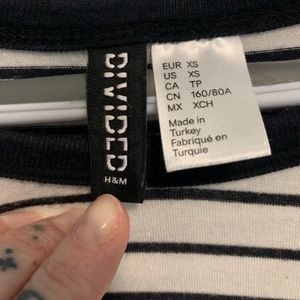 DIVIDED
H&M
EUR XS
US XS
CA TP
CN 160/80A
MX XCH
Made in
Turkey
Fabriqué en
Turquie